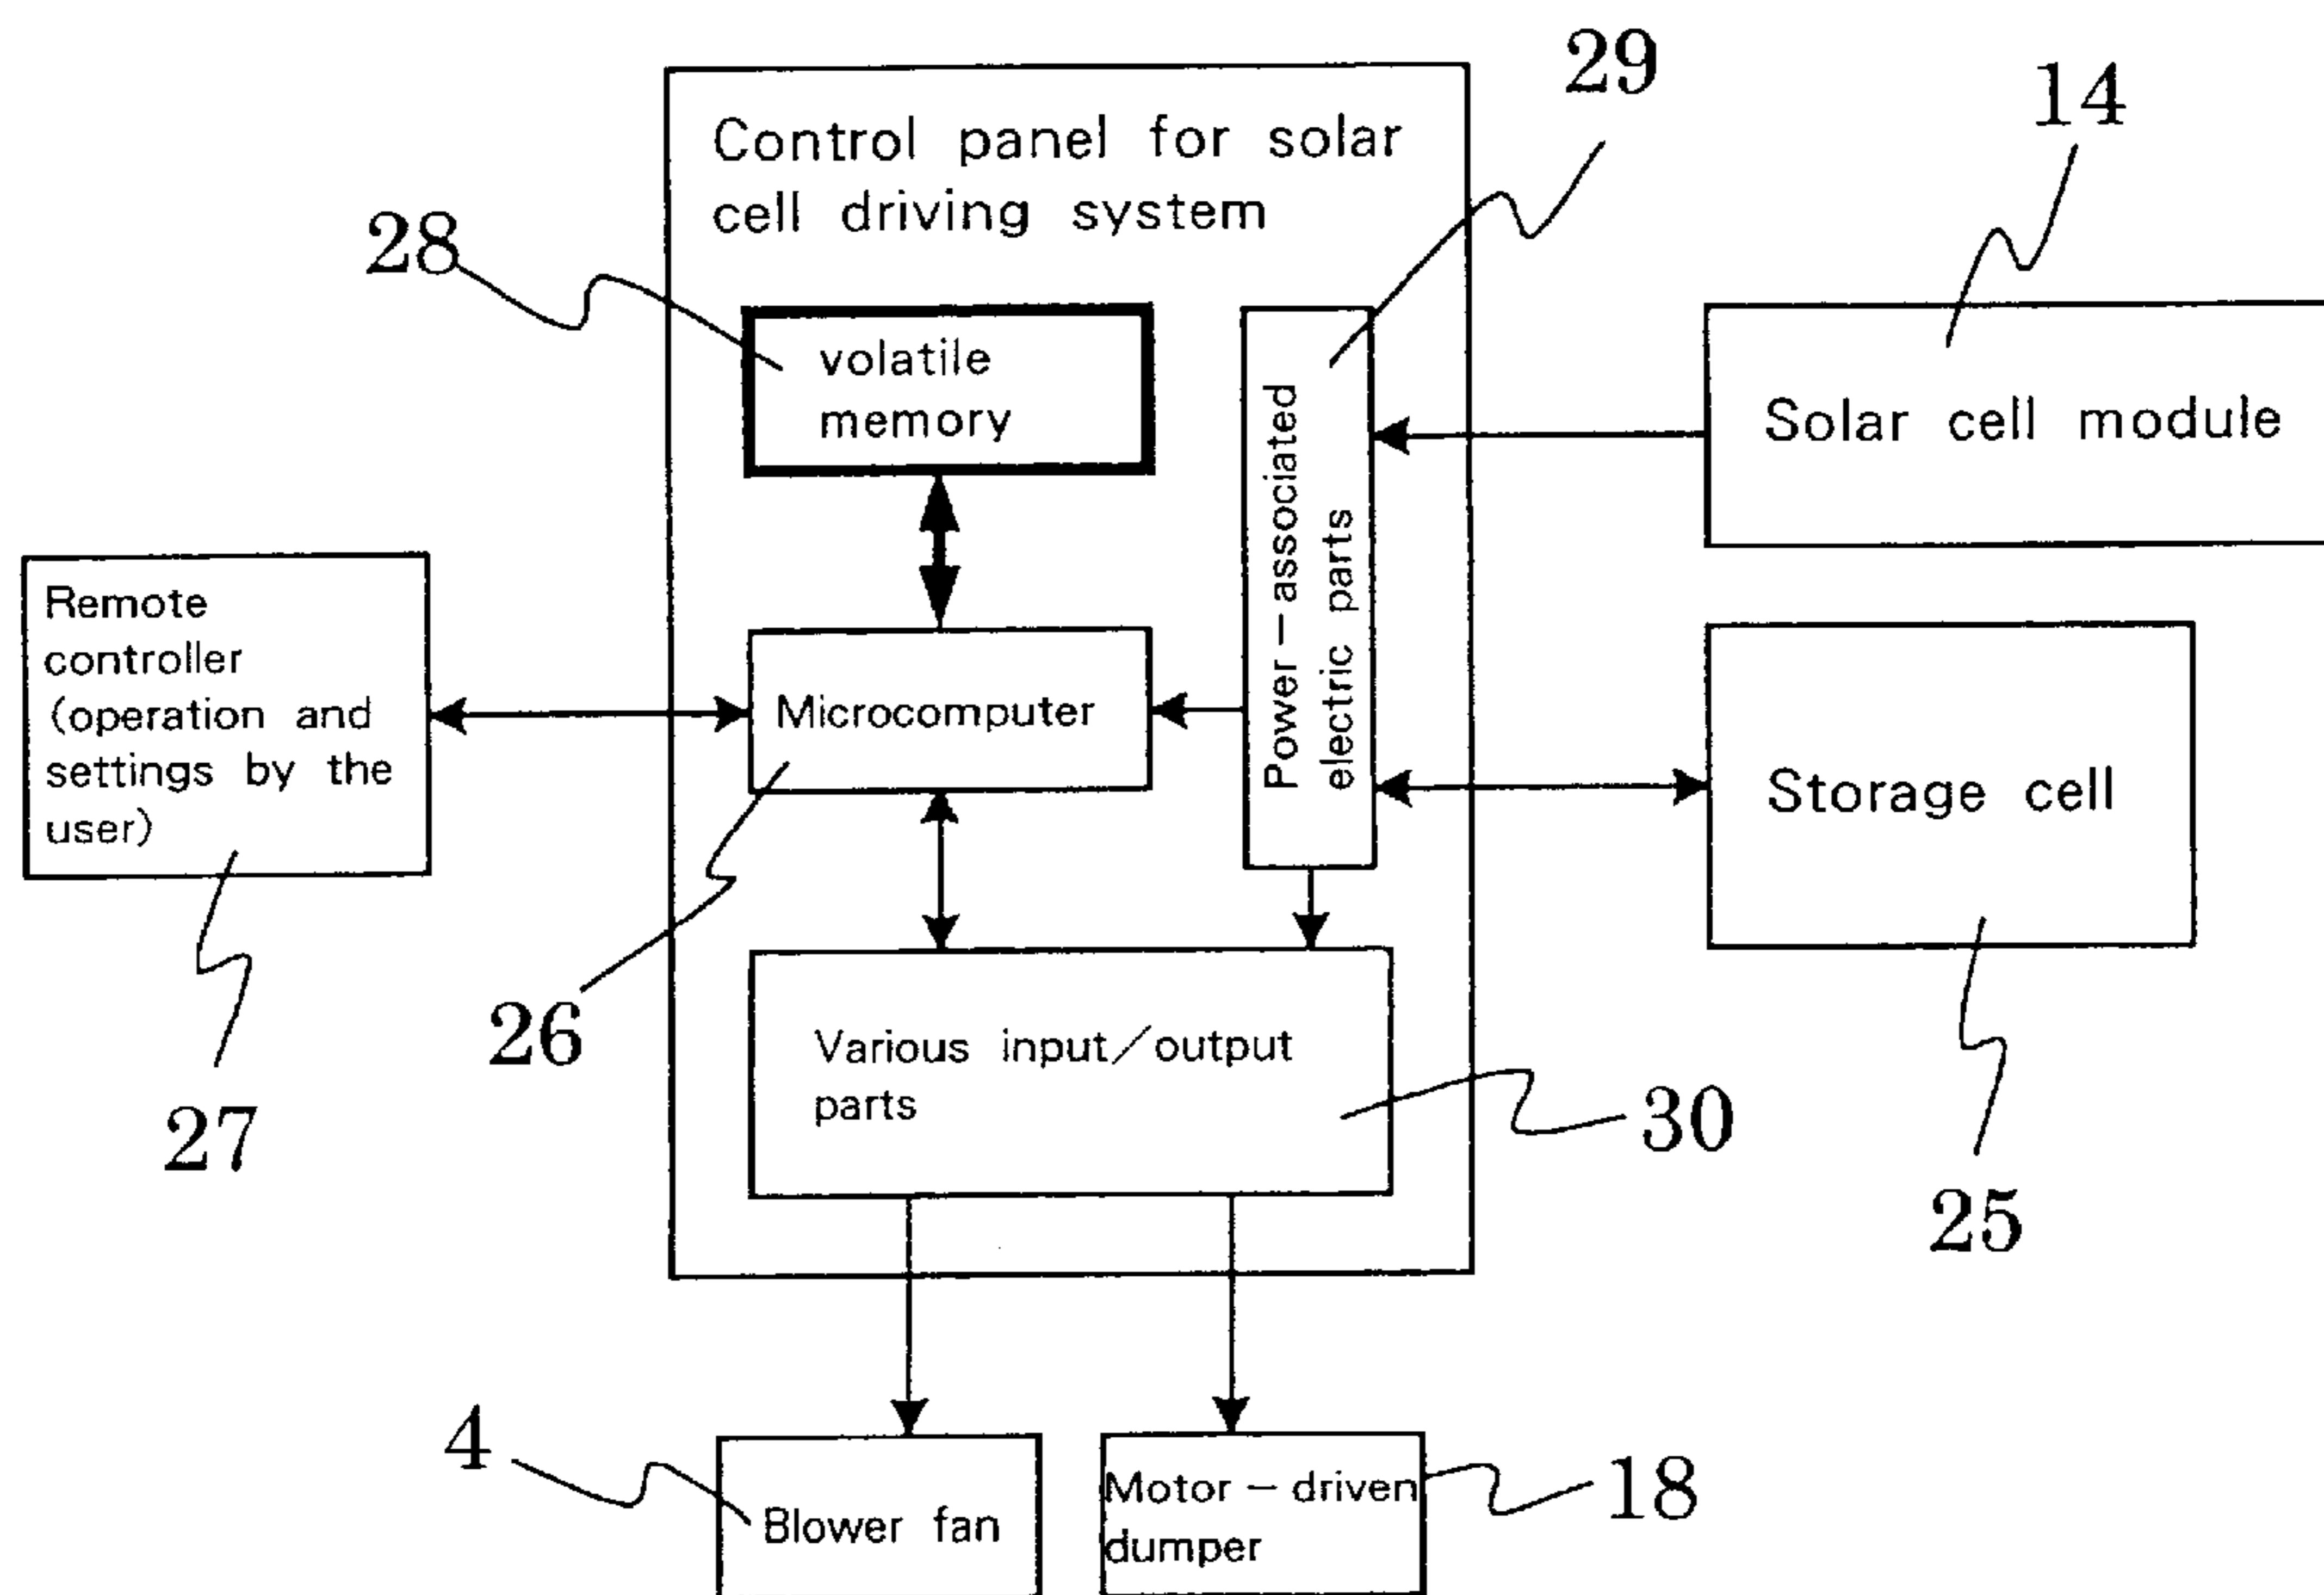 29
14
Control panel for solar
cell driving system
28
volatile
memory
Power-associated
electric parts
Solar cell module
Remote
controller
(operation and
settings by the
user)
Microcomputer
Storage cell
26
Various input/output
parts
27
30
25
4
Blower fan
Motor-driven
dumper
18